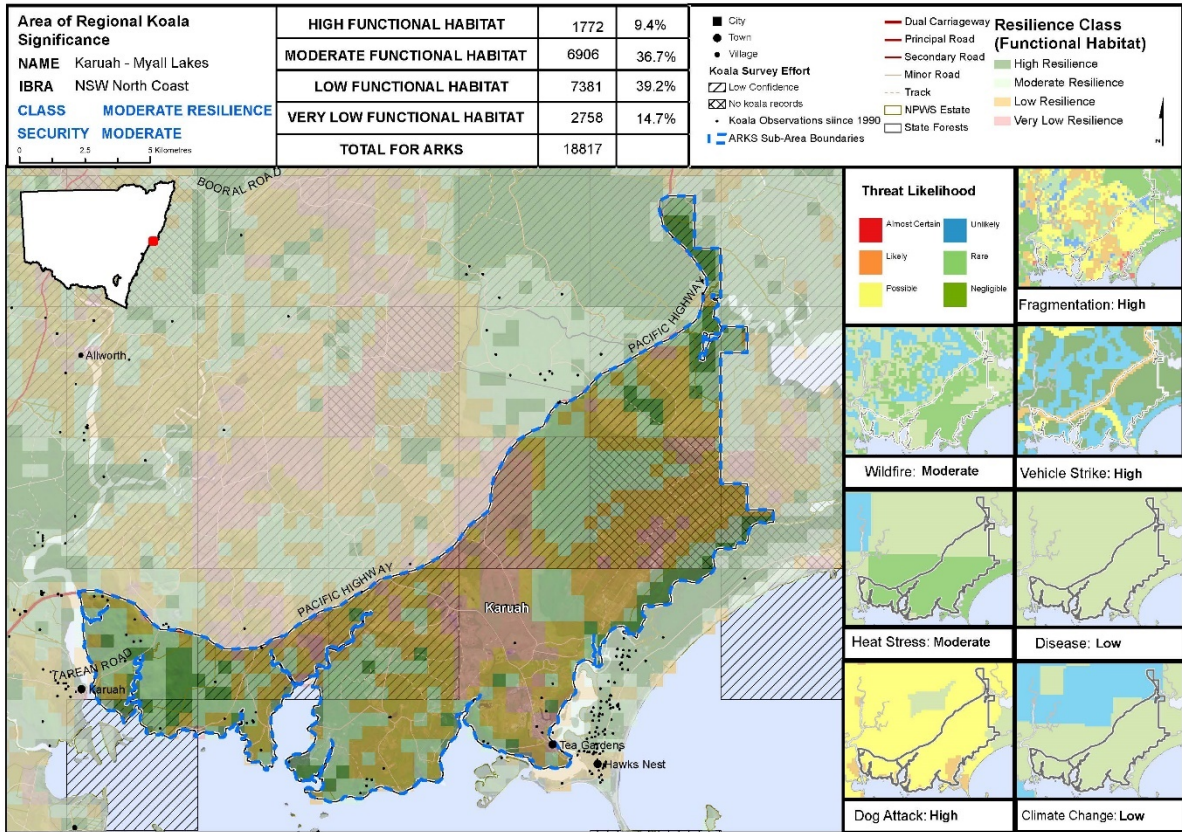 Area of Regional Koala
Significance
NAME Karuah - Myall Lakes
IBRA NSW North Coast
CLASS MODERATE RESILIENCE
SECURITY MODERATE
0 2.5 5 Kilometres
HIGH FUNCTIONAL HABITAT 1772 9.4%
MODERATE FUNCTIONAL HABITAT 6906 36.7%
LOW FUNCTIONAL HABITAT 7381 39.2%
VERY LOW FUNCTIONAL HABITAT 2758 14.7%
TOTAL FOR ARKS 18817
City
Town
Village
Koala Survey Effort
Low Confidence
No koala records
Koala Observations siince 1990
ARKS Sub-Area Boundaries
Dual Carriageway
Principal Road
Secondary Road
Minor Road
Track
NPWS Estate
State Forests
Resilience Class
(Functional Habitat)
High Resilience
Moderate Resilience
Low Resilience
Very Low Resilience
N
BOORAL ROAD
PACIFIC HIGHWAY
Allworth
PACIFIC HIGHWAY
Karuah
TAREAN ROAD
Karuah
Tea Gardens
Hawks Nest
Threat Likelihood
Almost Certain
Unlikely
Likely
Rare
Possible
Negligible
Fragmentation: High
Wildfire: Moderate
Vehicle Strike: High
Heat Stress: Moderate
Disease: Low
Dog Attack: High
Climate Change: Low